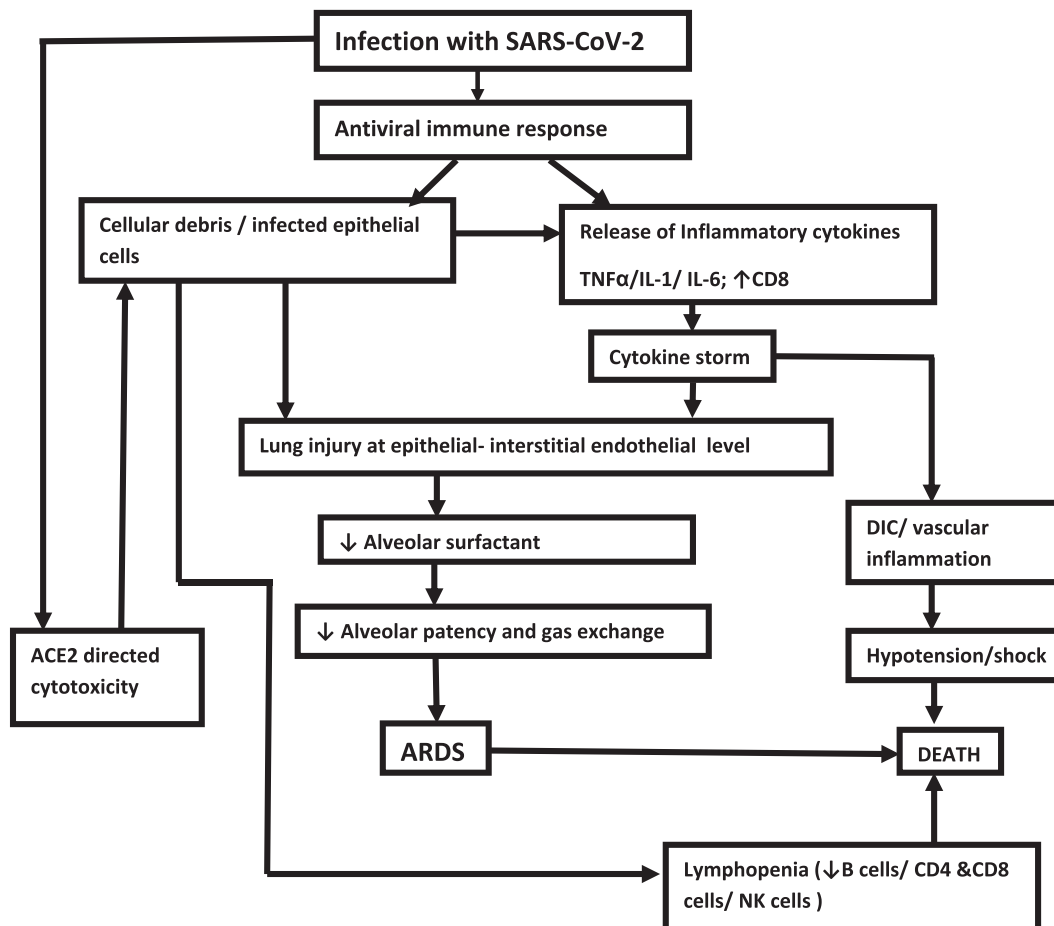 Infection with SARS-CoV-2
Antiviral immune response
Cellular debris / infected epithelial
cells
Release of Inflammatory cytokines
TNFα/IL-1/ IL-6; ↑CD8
Cytokine storm
Lung injury at epithelial- interstitial endothelial level
↓ Alveolar surfactant
DIC/ vascular
inflammation
↓ Alveolar patency and gas exchange
ACE2 directed
cytotoxicity
Hypotension/shock
ARDS
DEATH
Lymphopenia (↓B cells/ CD4 &CD8
cells/ NK cells )